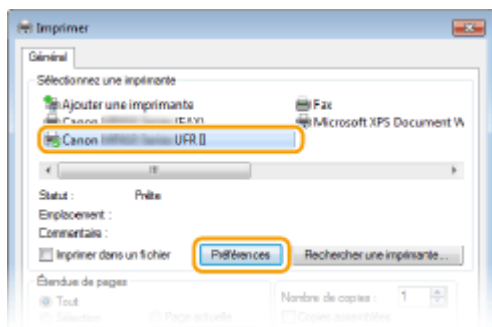 Imprimer
Général
Sélectionnez une imprimante
Ajouter une imprimante
Fax
Canon (FAX)
Microsoft XPS Document W
Canon UFR II
Statut : Prête
Emplacement :
Commentaire :
Imprimer dans un fichier Préférences Rechercher une imprimante...
Étendue de pages
Tout
Nombre de copies : 1
Sélection Page actuelle
Copies assemblées